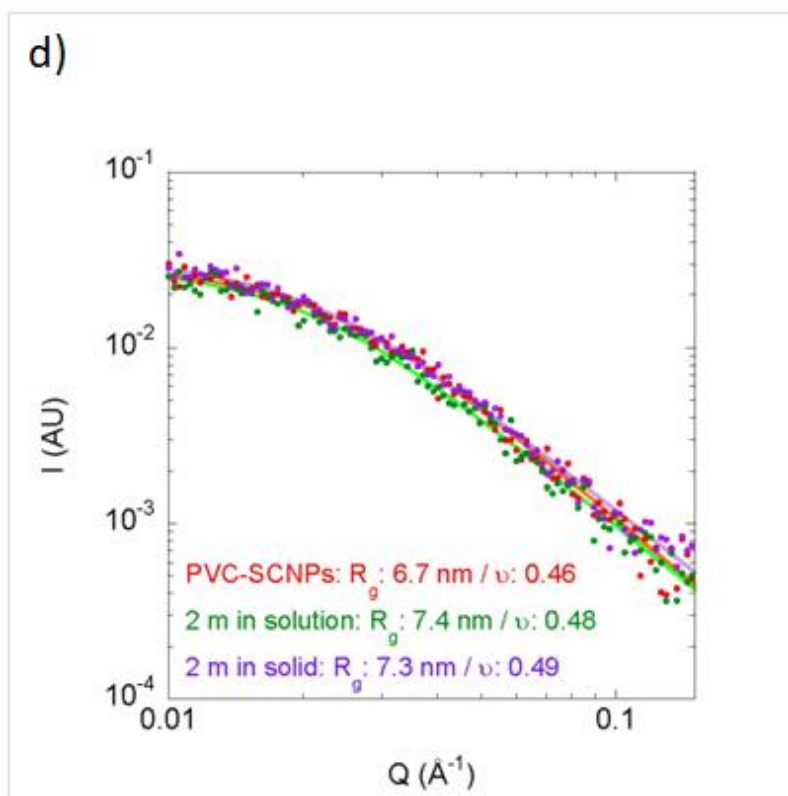 d)
10⁻¹
10⁻²
10⁻³
10⁻⁴
I (AU)
PVC-SCNPs: R_g: 6.7 nm / υ: 0.46
2 m in solution: R_g: 7.4 nm / υ: 0.48
2 m in solid: R_g: 7.3 nm / υ: 0.49
0.01
0.1
Q (Å⁻¹)